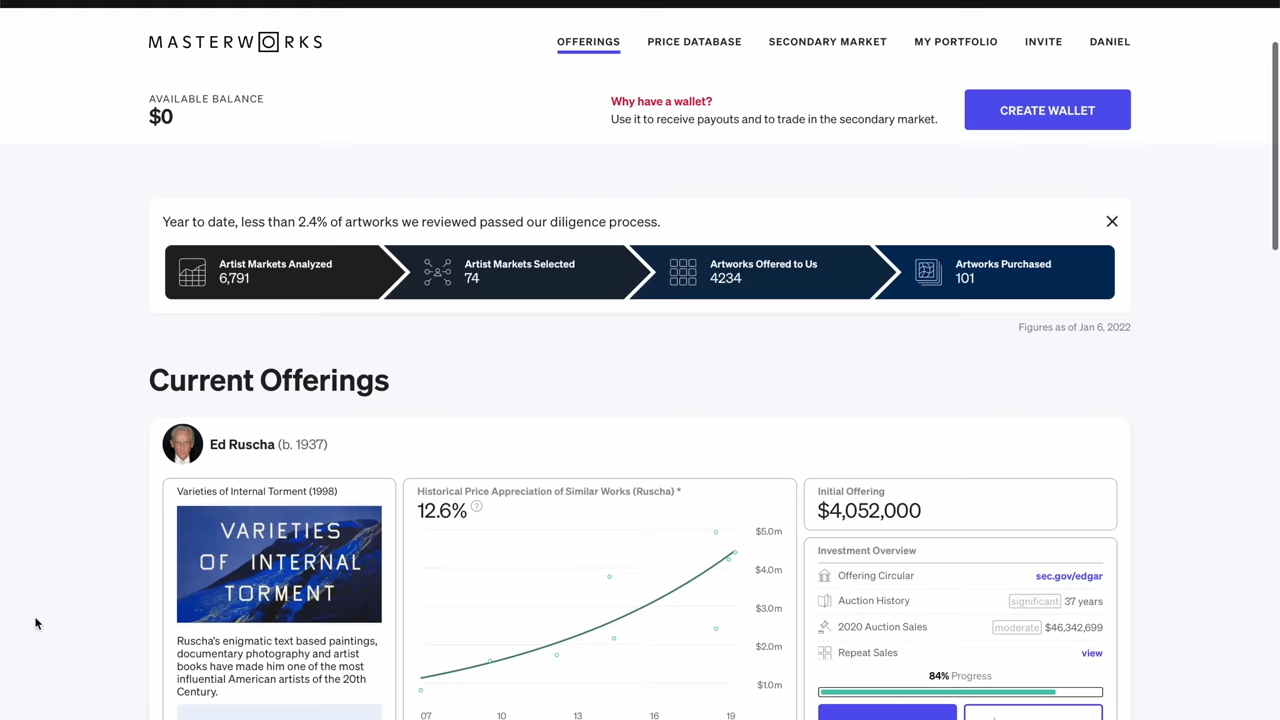 MASTERWORKS
OFFERINGS
PRICE DATABASE
SECONDARY MARKET
MY PORTFOLIO
INVITE
DANIEL
AVAILABLE BALANCE
$0
Why have a wallet?
Use it to receive payouts and to trade in the secondary market.
CREATE WALLET
Year to date, less than 2.4% of artworks we reviewed passed our diligence process.
Artist Markets Analyzed
6,791
Artist Markets Selected
74
Artworks Offered to Us
4234
Artworks Purchased
101
Figures as of Jan 6, 2022
Current Offerings
Ed Ruscha (b. 1937)
Varieties of Internal Torment (1998)
VARIETIES
OF INTERNAL
TORMENT
Ruscha's enigmatic text based paintings,
documentary photography and artist
books have made him one of the most
influential American artists of the 20th
Century.
Historical Price Appreciation of Similar Works (Ruscha) *
12.6% ?
$5.0m
$4.0m
$3.0m
$2.0m
$1.0m
07 10 13 16 19
Initial Offering
$4,052,000
Investment Overview
Offering Circular sec.gov/edgar
Auction History significant 37 years
2020 Auction Sales moderate $46,342,699
Repeat Sales view
84% Progress